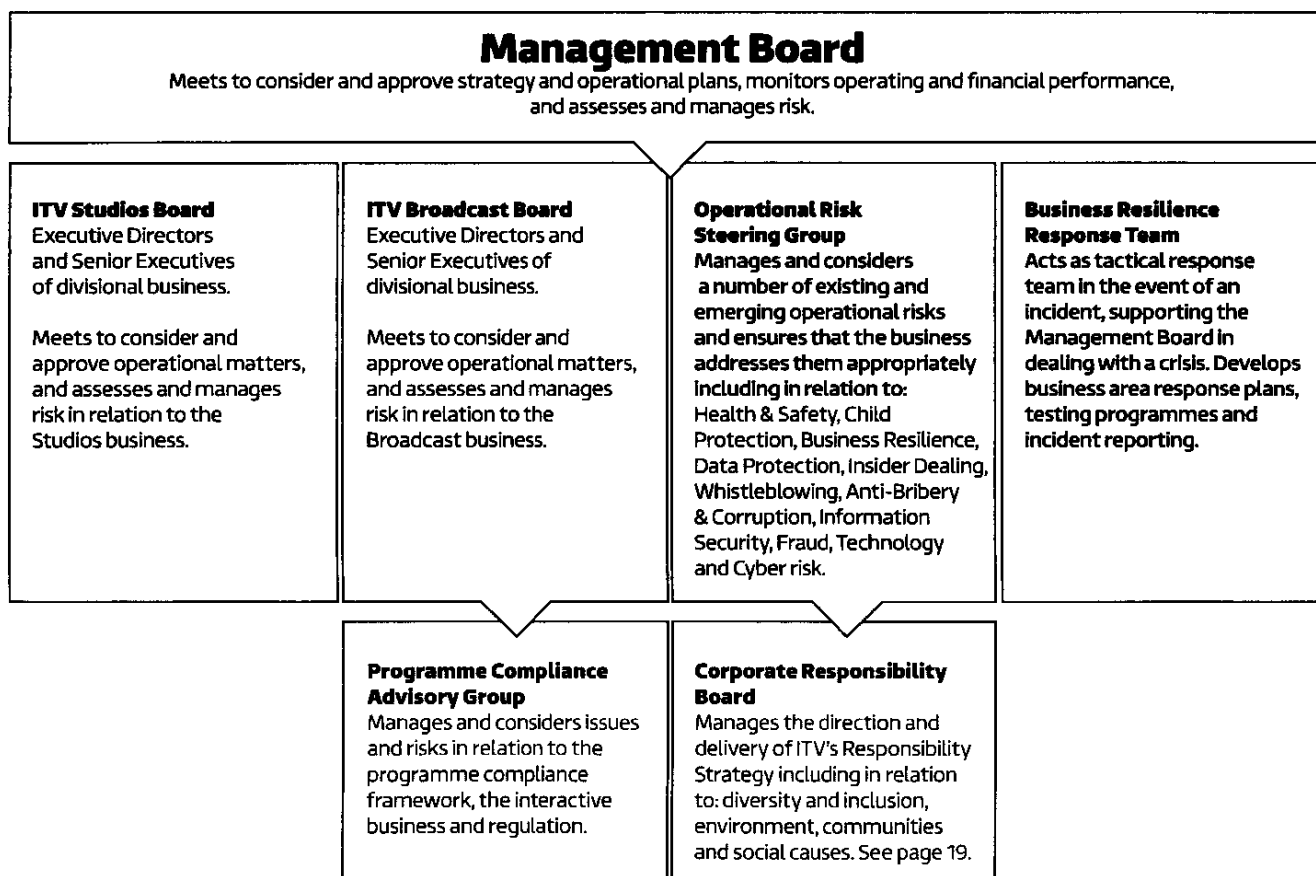 Management Board
Meets to consider and approve strategy and operational plans, monitors operating and financial performance,
and assesses and manages risk.
ITV Studios Board
Executive Directors
and Senior Executives
of divisional business.
Meets to consider and
approve operational matters,
and assesses and manages
risk in relation to the
Studios business.
ITV Broadcast Board
Executive Directors and
Senior Executives of
divisional business.
Meets to consider and
approve operational matters,
and assesses and manages
risk in relation to the
Broadcast business.
Operational Risk
Steering Group
Manages and considers
a number of existing and
emerging operational risks
and ensures that the business
addresses them appropriately
including in relation to:
Health & Safety, Child
Protection, Business Resilience,
Data Protection, Insider Dealing,
Whistleblowing, Anti-Bribery
& Corruption, Information
Security, Fraud, Technology
and Cyber risk.
Business Resilience
Response Team
Acts as tactical response
team in the event of an
incident, supporting the
Management Board in
dealing with a crisis. Develops
business area response plans,
testing programmes and
incident reporting.
Programme Compliance
Advisory Group
Manages and considers issues
and risks in relation to the
programme compliance
framework, the interactive
business and regulation.
Corporate Responsibility
Board
Manages the direction and
delivery of ITV's Responsibility
Strategy including in relation
to: diversity and inclusion,
environment, communities
and social causes. See page 19.